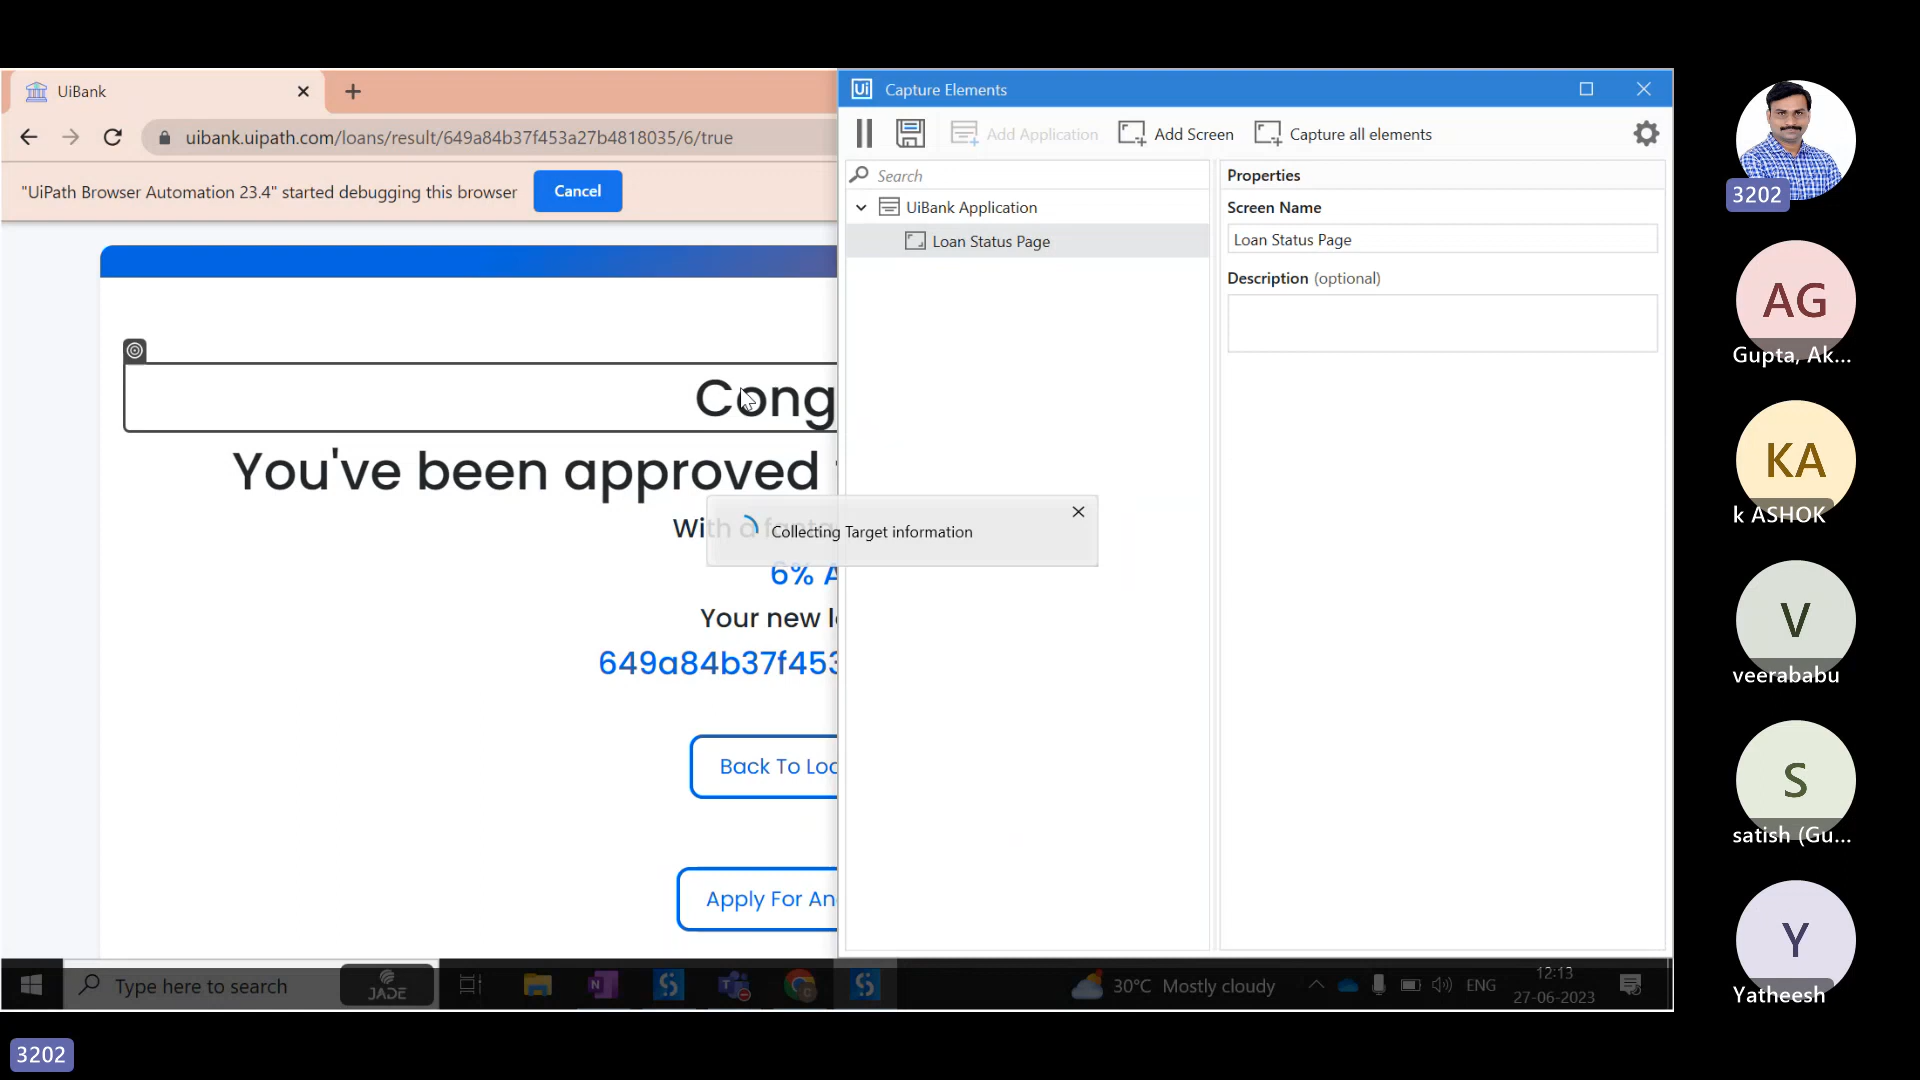 UiBank
uibank.uipath.com/loans/result/649a84b37f453a27b4818035/6/true
"UiPath Browser Automation 23.4" started debugging this browser
Cancel
Cong
You've been approved
With a fanta
6% A
Your new l
649a84b37f453
Back To Loa
Apply For An
Ui Capture Elements
Add Application
Add Screen
Capture all elements
Search
UiBank Application
Loan Status Page
Properties
Screen Name
Loan Status Page
Description (optional)
Collecting Target information
Type here to search
JADE
30°C Mostly cloudy
ENG
12:13
27-06-2023
3202
AG
Gupta, Ak...
KA
k ASHOK
V
veerababu
S
satish (Gu...
Y
Yatheesh
3202